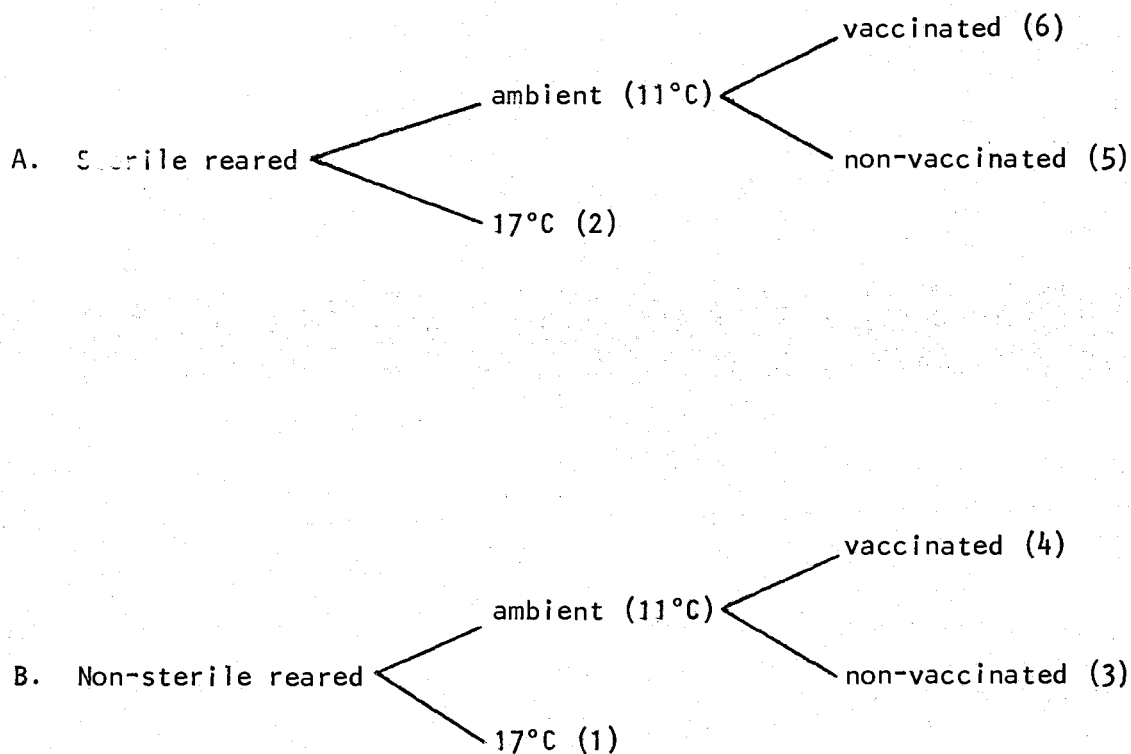 vaccinated (6)
ambient (11°C)
A. rile reared
non-vaccinated (5)
17°C (2)
vaccinated (4)
ambient (11°C)
B. Non-sterile reared
non-vaccinated (3)
17°C (1)